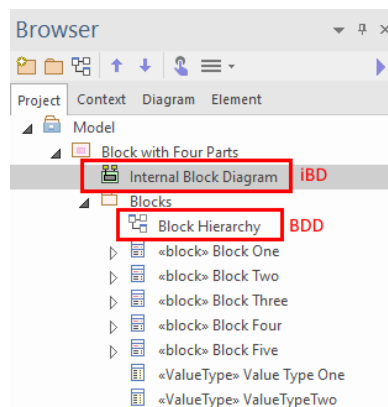 Browser
Project Context Diagram Element
Model
Block with Four Parts
Internal Block Diagram iBD
Blocks
Block Hierarchy BDD
«block» Block One
«block» Block Two
«block» Block Three
«block» Block Four
«block» Block Five
«ValueType» Value Type One
«ValueType» ValueTypeTwo